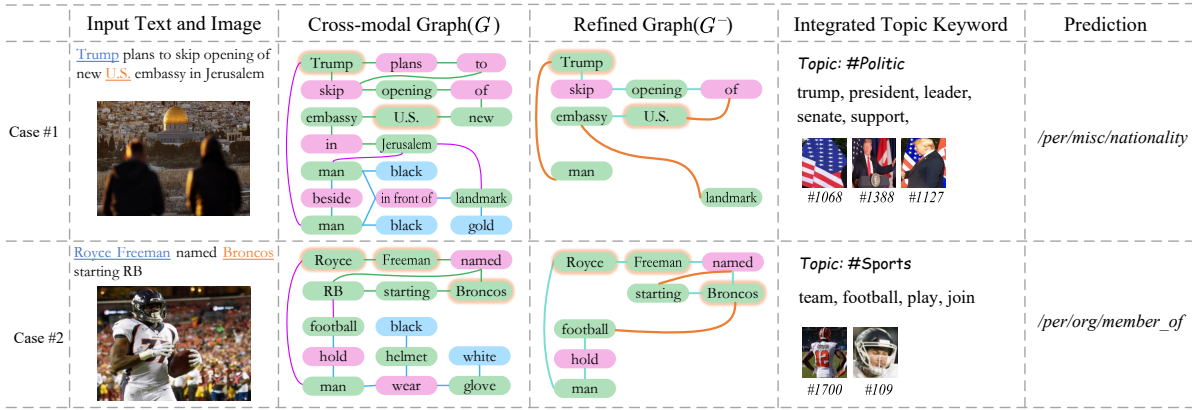 Input Text and Image
Cross-modal Graph(G)
Refined Graph(G⁻)
Integrated Topic Keyword
Prediction
Case #1
Trump plans to skip opening of
new U.S. embassy in Jerusalem
Trump plans to
skip opening of
embassy U.S. new
in Jerusalem
man black
beside in front of landmark
man black gold
Trump
skip opening of
embassy U.S.
man
landmark
Topic: #Politic
trump, president, leader,
senate, support,
#1068 #1388 #1127
/per/misc/nationality
Case #2
Royce Freeman named Broncos
starting RB
Royce Freeman named
RB starting Broncos
football black
hold helmet white
man wear glove
Royce Freeman named
starting Broncos
football
hold
man
Topic: #Sports
team, football, play, join
12
#1700 #109
/per/org/member_of